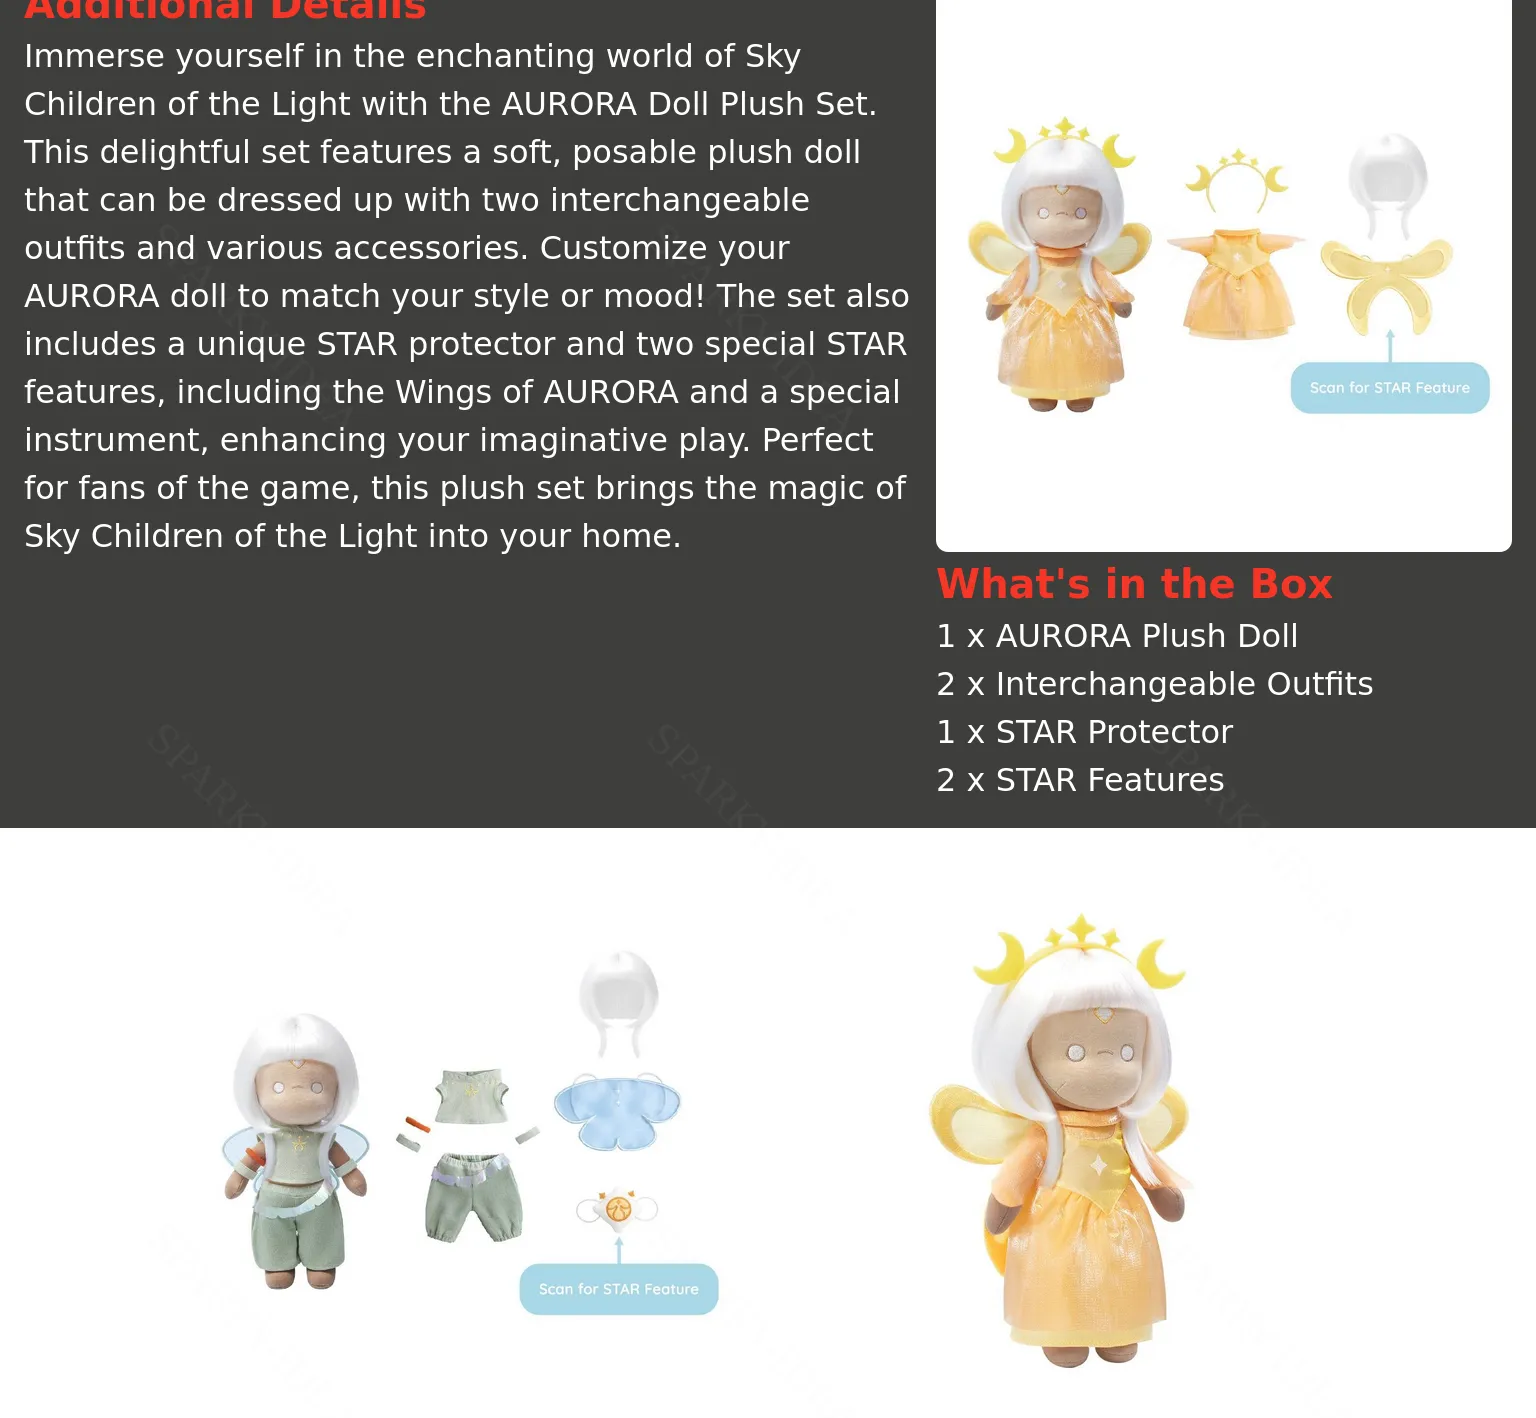 Additional Details
Immerse yourself in the enchanting world of Sky
Children of the Light with the AURORA Doll Plush Set.
This delightful set features a soft, posable plush doll
that can be dressed up with two interchangeable
outfits and various accessories. Customize your
AURORA doll to match your style or mood! The set also
includes a unique STAR protector and two special STAR
features, including the Wings of AURORA and a special
instrument, enhancing your imaginative play. Perfect
for fans of the game, this plush set brings the magic of
Sky Children of the Light into your home.
Scan for STAR Feature
What's in the Box
1 x AURORA Plush Doll
2 x Interchangeable Outfits
1 x STAR Protector
2 x STAR Features
Scan for STAR Feature